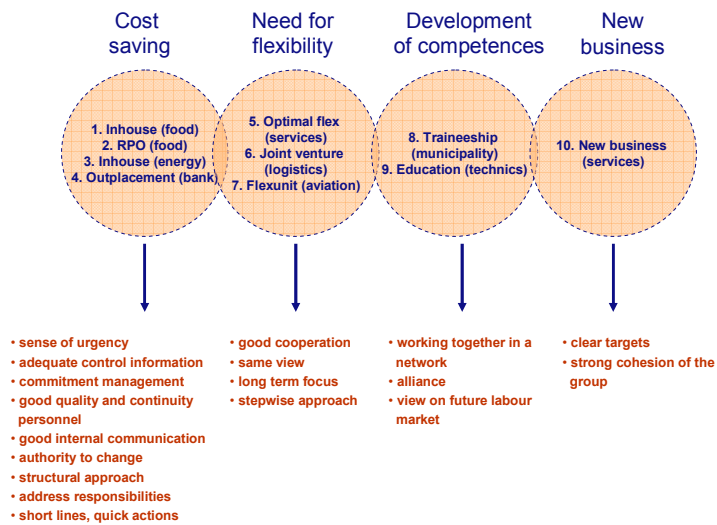 Cost
saving
Need for
flexibility
Development
of competences
New
business
1. Inhouse (food)
2. RPO (food)
3. Inhouse (energy)
4. Outplacement (bank)
5. Optimal flex
(services)
6. Joint venture
(logistics)
7. Flexunit (aviation)
8. Traineeship
(municipality)
9. Education (technics)
10. New business
(services)
• sense of urgency
• adequate control information
• commitment management
• good quality and continuity
personnel
• good internal communication
• authority to change
• structural approach
• address responsibilities
• short lines, quick actions
• good cooperation
• same view
• long term focus
• stepwise approach
• working together in a
network
• alliance
• view on future labour
market
• clear targets
• strong cohesion of the
group